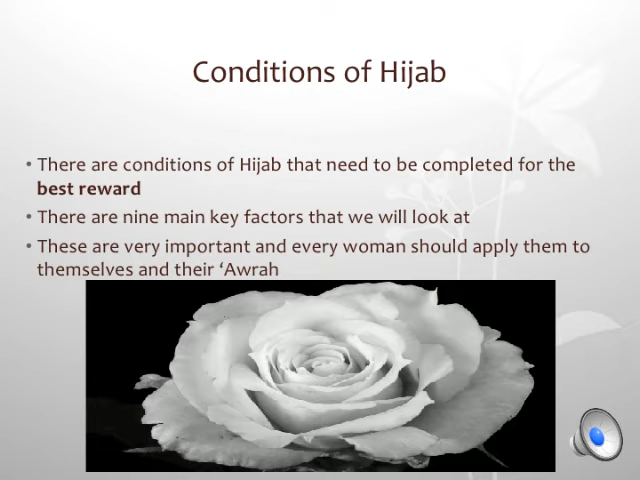 Conditions of Hijab
• There are conditions of Hijab that need to be completed for the
best reward
• There are nine main key factors that we will look at
• These are very important and every woman should apply them to
themselves and their ‘Awrah